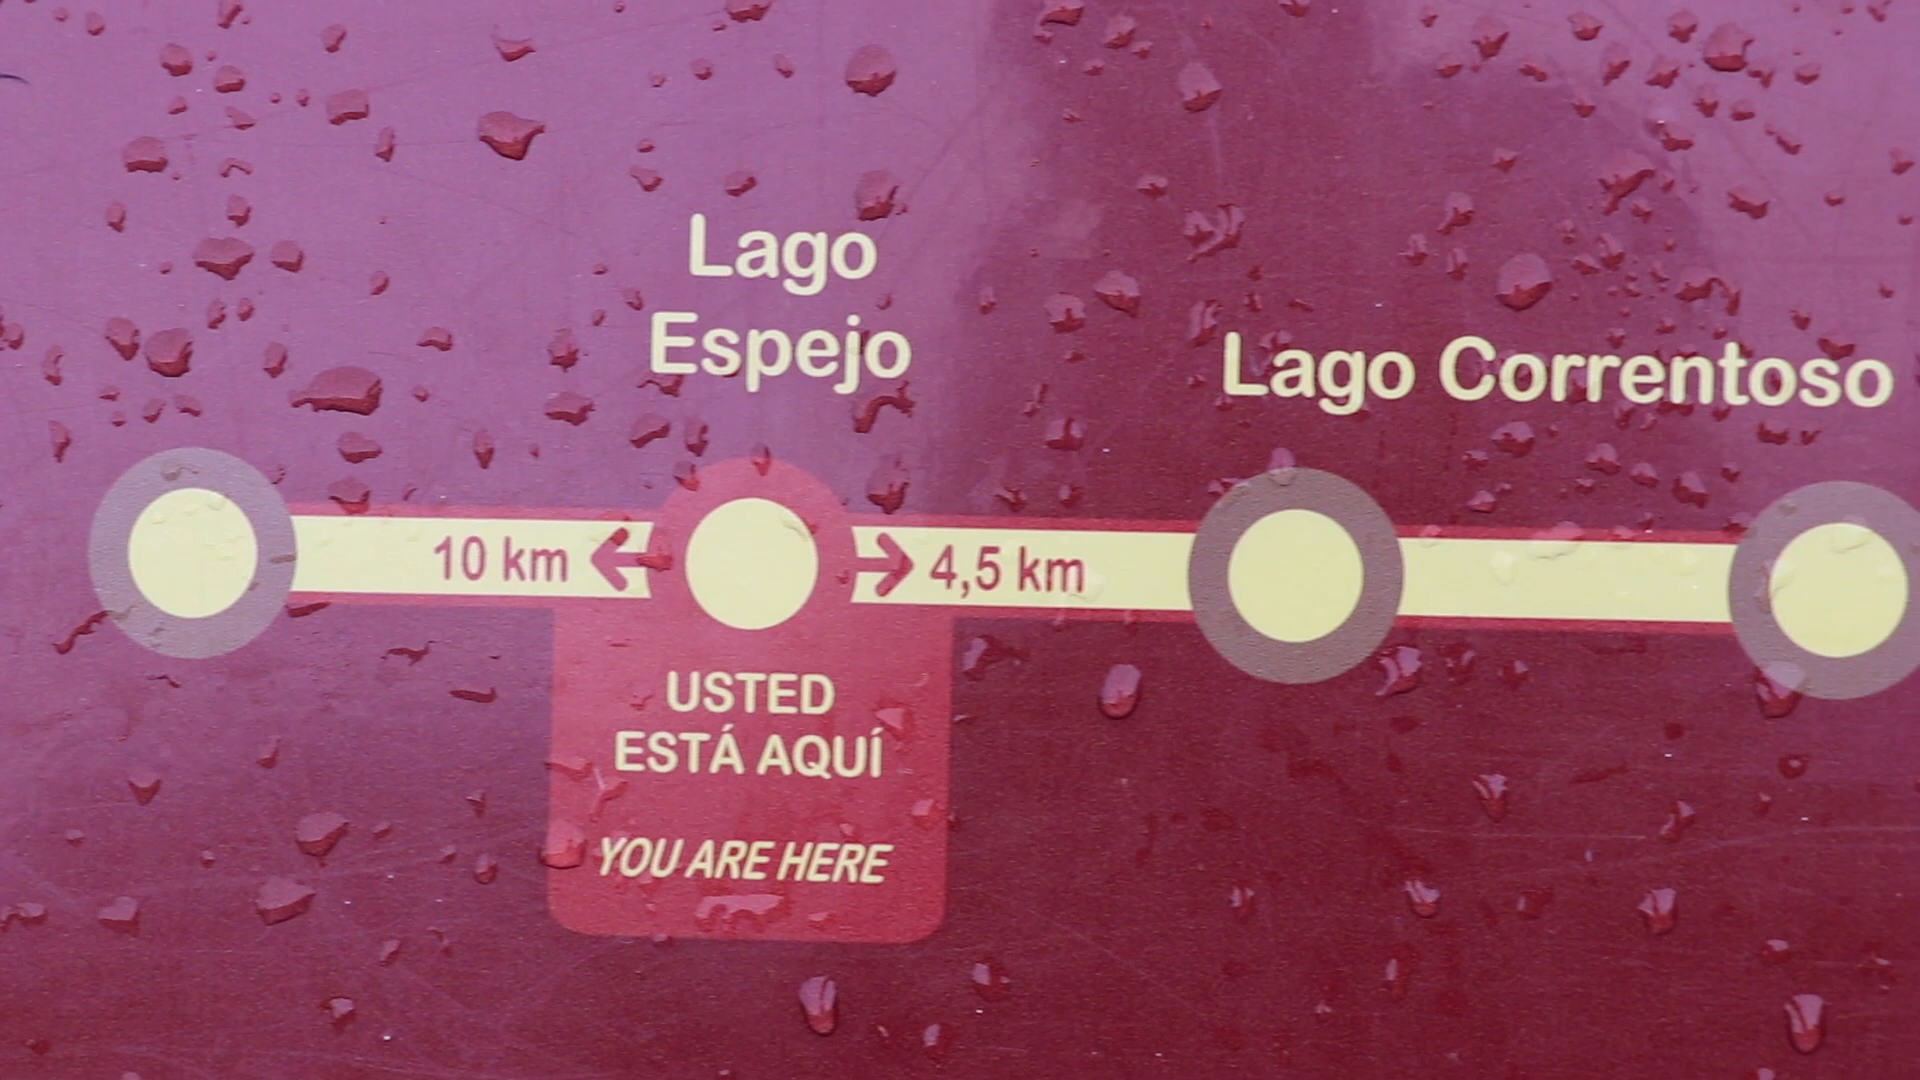 Lago
Espejo
Lago Correntoso
10 km
4,5 km
USTED
ESTÁ AQUÍ
YOU ARE HERE